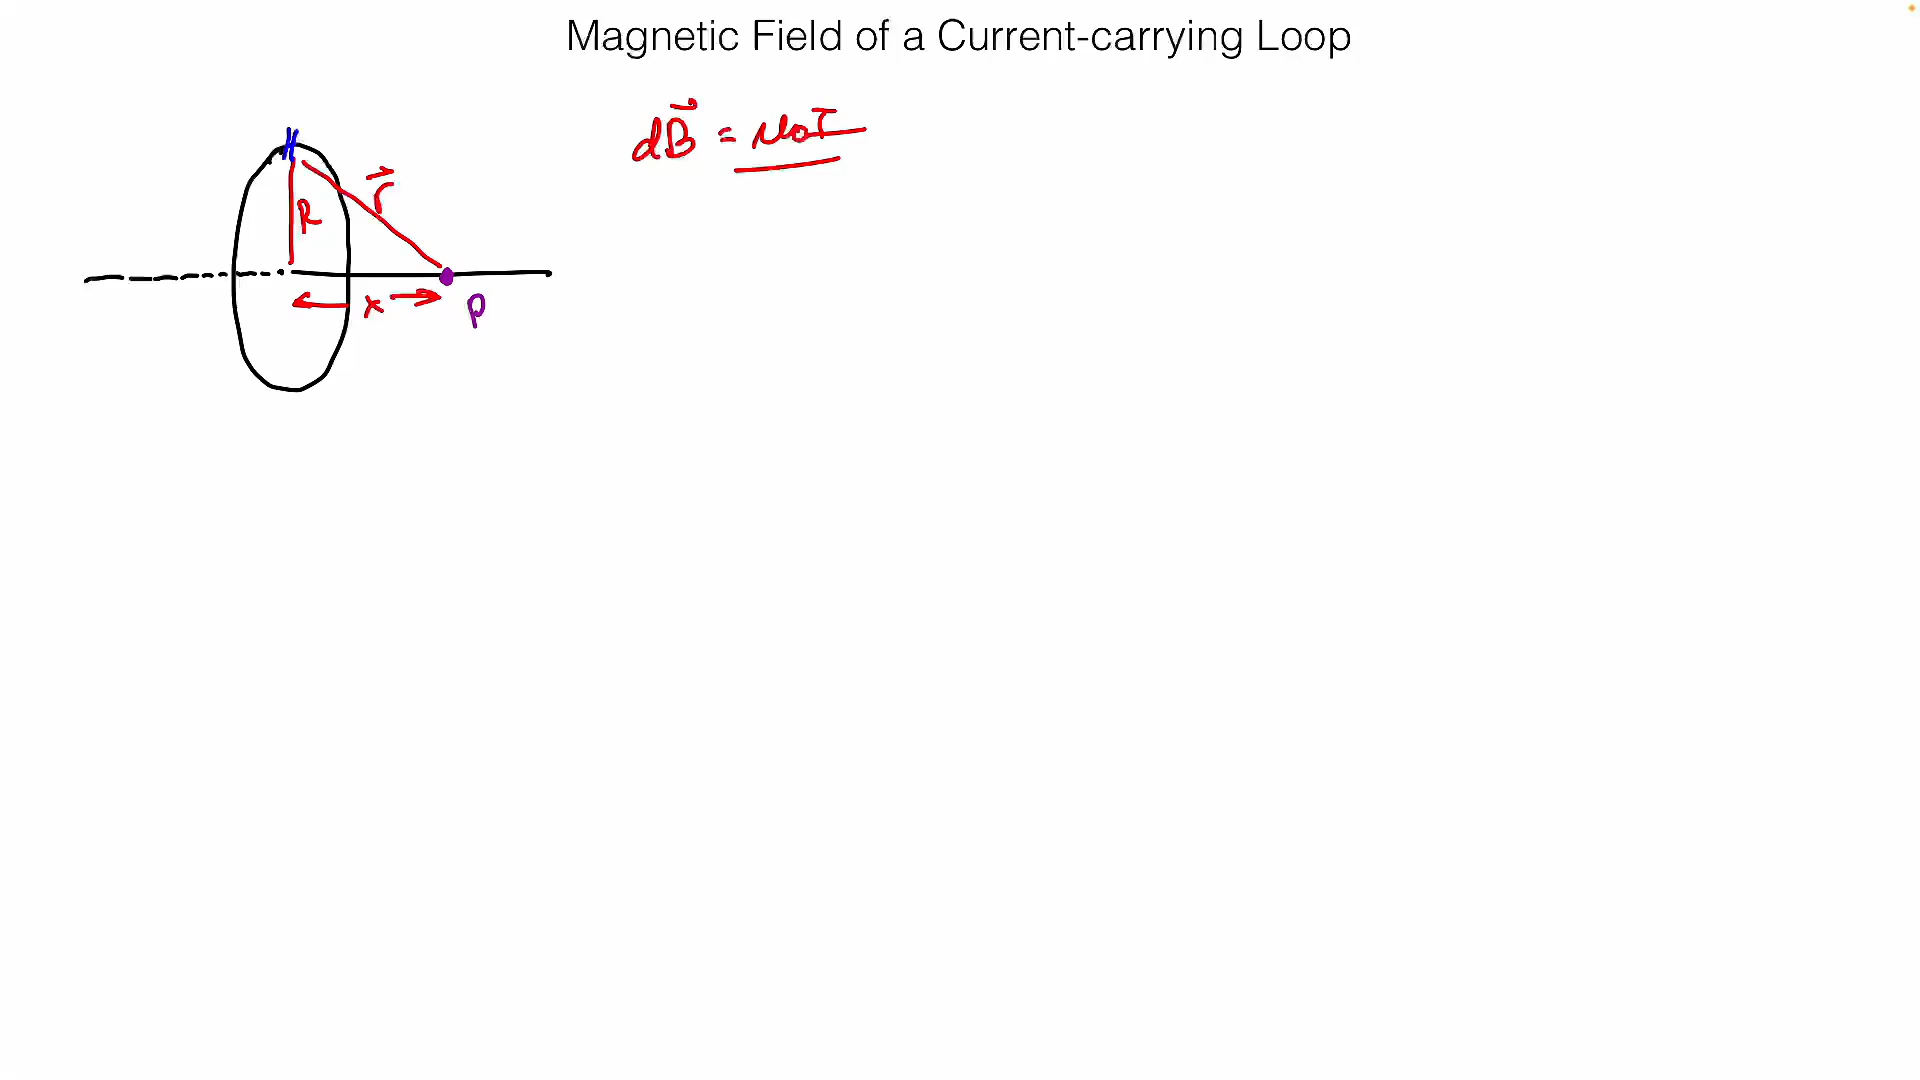 Magnetic Field of a Current-carrying Loop
dB⃗ = μ₀I
r⃗
R
x
P